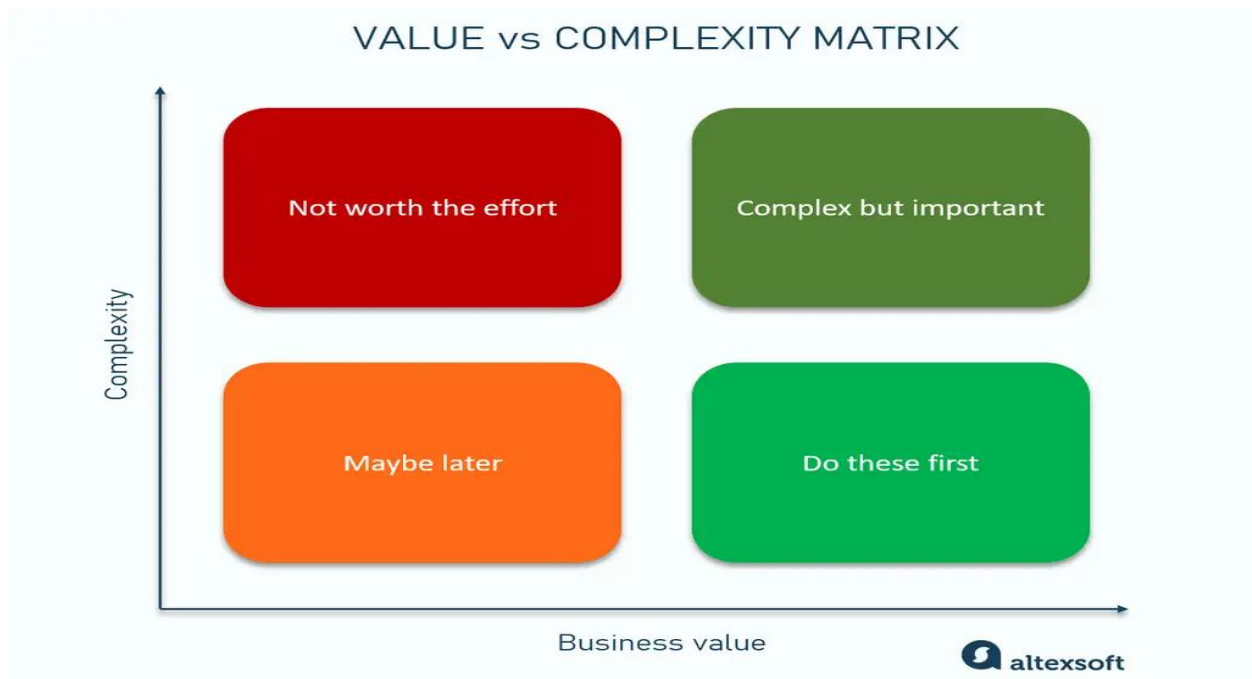 VALUE vs COMPLEXITY MATRIX
Not worth the effort
Complex but important
Complexity
Maybe later
Do these first
Business value
altexsoft